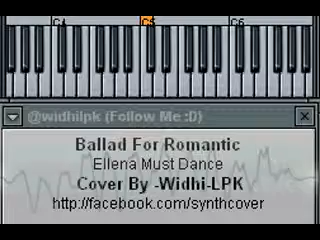 C4 C5 C6
@widhilpk (Follow Me :D)
Ballad For Romantic
Ellena Must Dance
Cover By -Widhi-LPK
http://facebook.com/synthcover